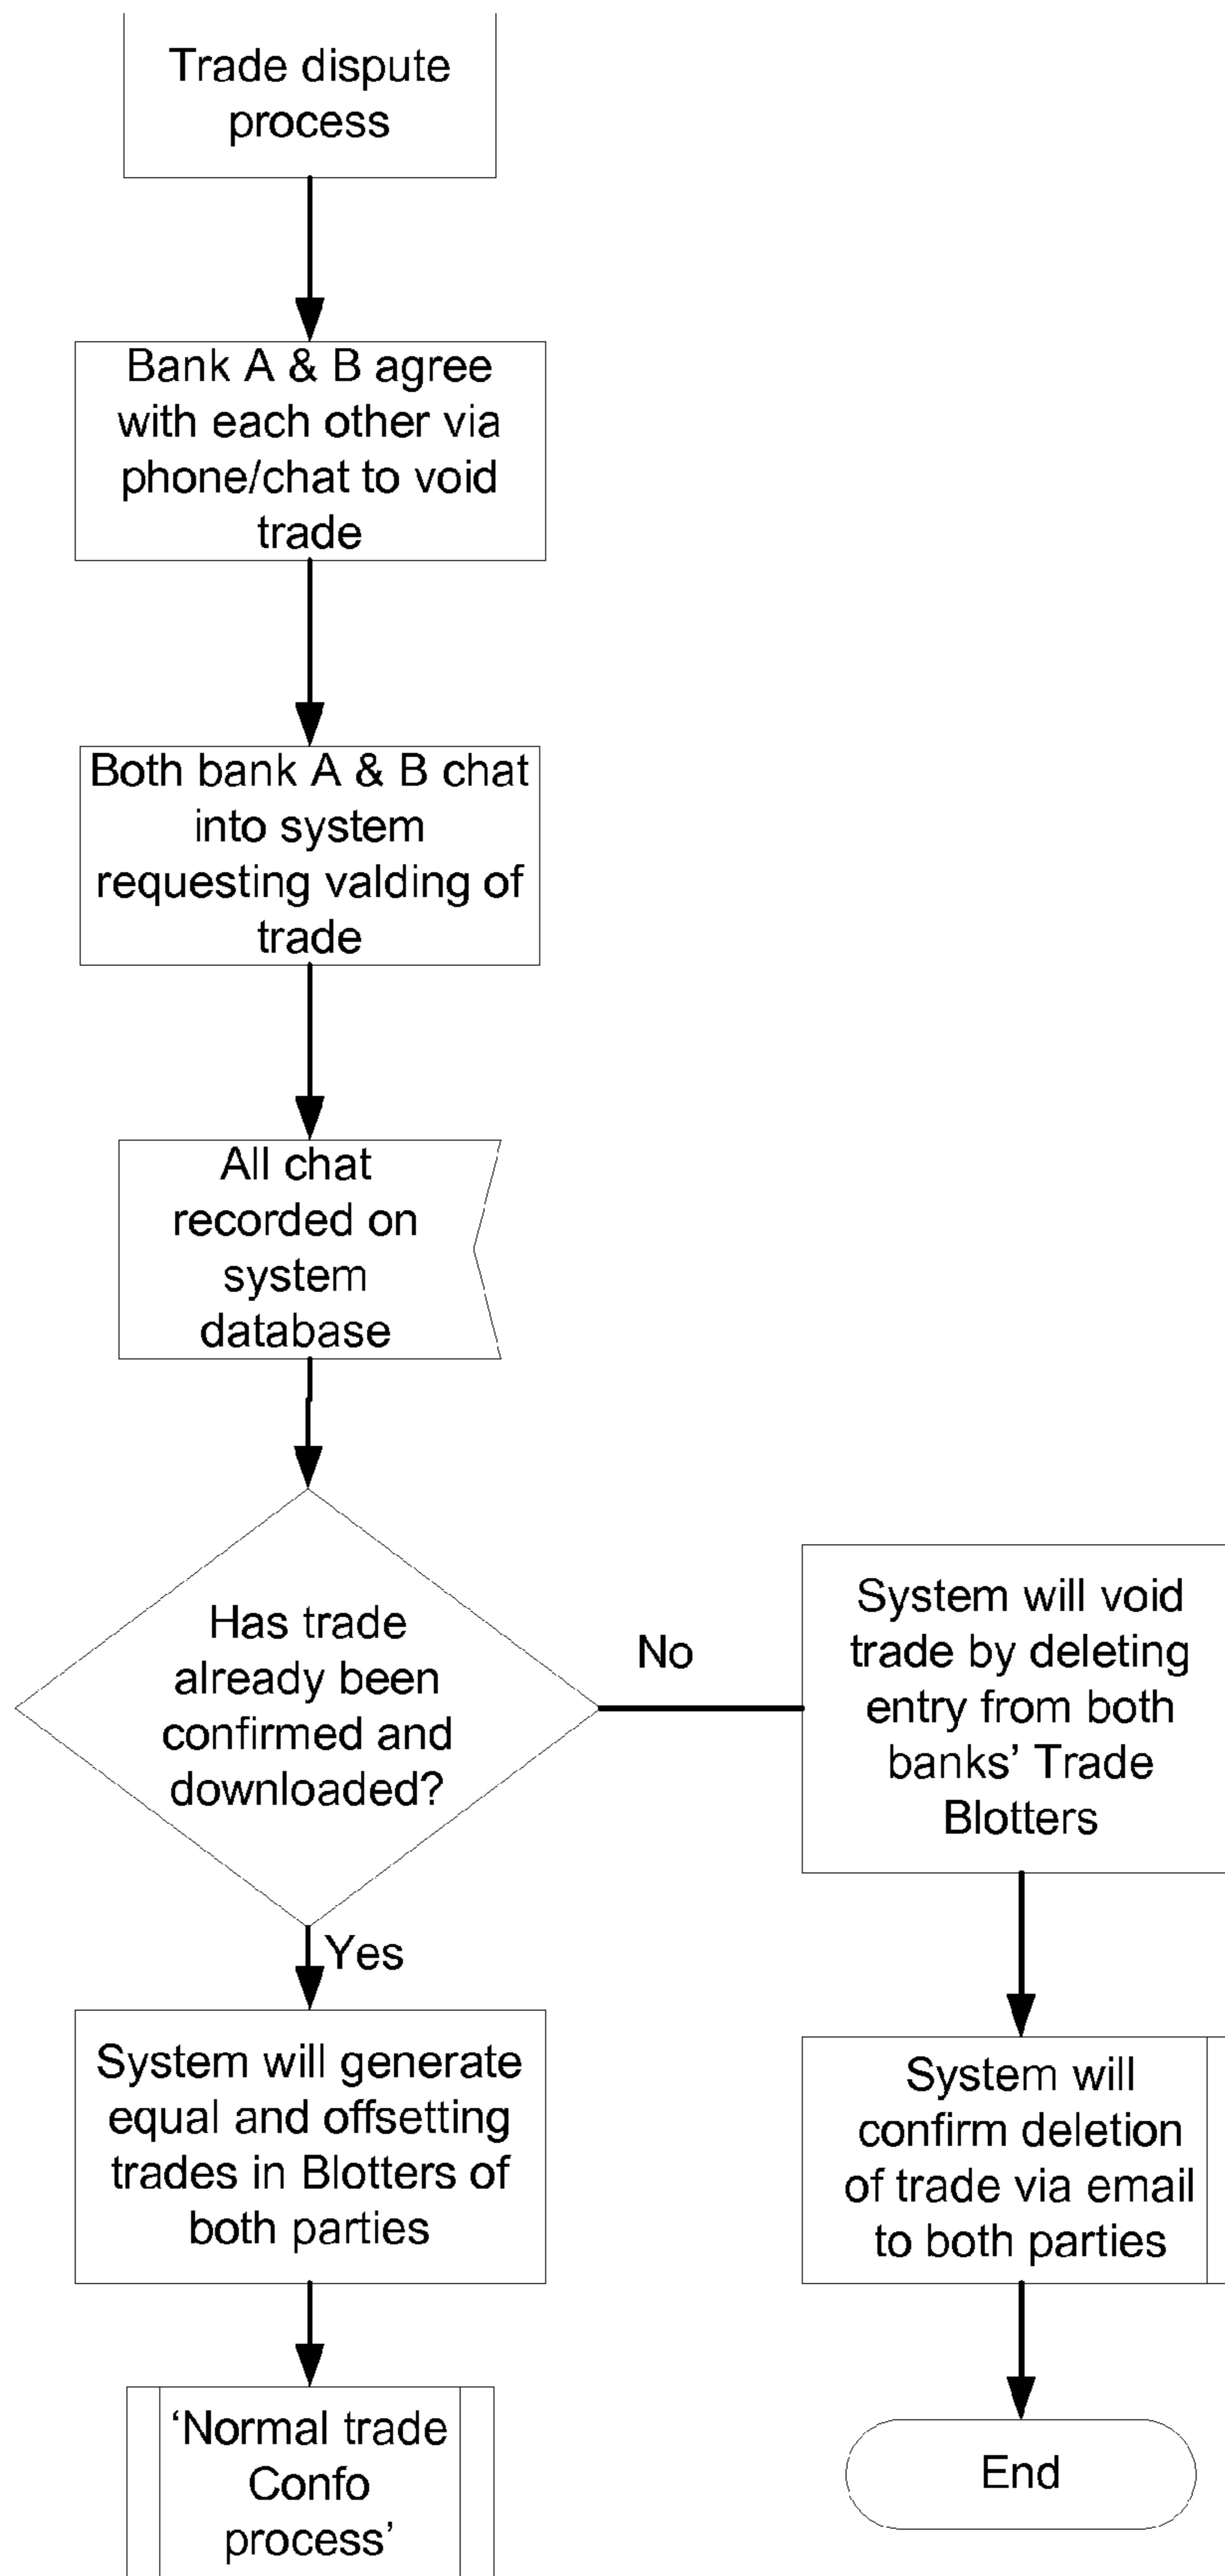 Trade dispute
process
Bank A & B agree
with each other via
phone/chat to void
trade
Both bank A & B chat
into system
requesting valding of
trade
All chat
recorded on
system
database
Has trade
already been
confirmed and
downloaded?
No
System will void
trade by deleting
entry from both
banks’ Trade
Blotters
Yes
System will generate
equal and offsetting
trades in Blotters of
both parties
System will
confirm deletion
of trade via email
to both parties
‘Normal trade
Confo
process’
End